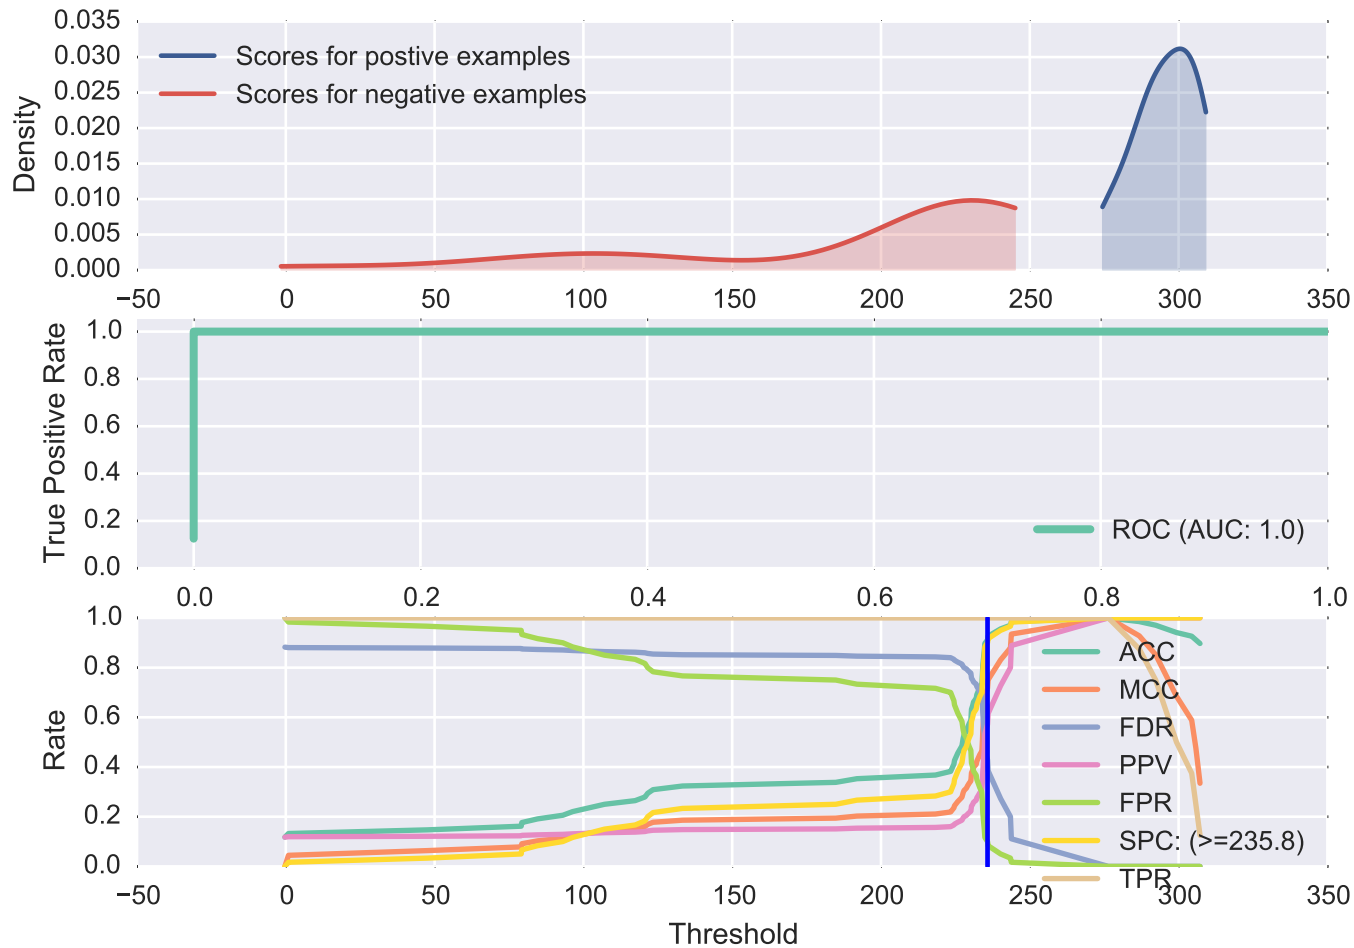 0.035
0.030
0.025
0.020
0.015
0.010
0.005
0.000
Density
Scores for postive examples
Scores for negative examples
−50 0 50 100 150 200 250 300 350
1.0
0.8
0.6
0.4
0.2
0.0
True Positive Rate
ROC (AUC: 1.0)
0.0 0.2 0.4 0.6 0.8 1.0
1.0
0.8
0.6
0.4
0.2
0.0
Rate
ACC
MCC
FDR
PPV
FPR
SPC: (>=235.8)
TPR
−50 0 50 100 150 200 250 300 350
Threshold